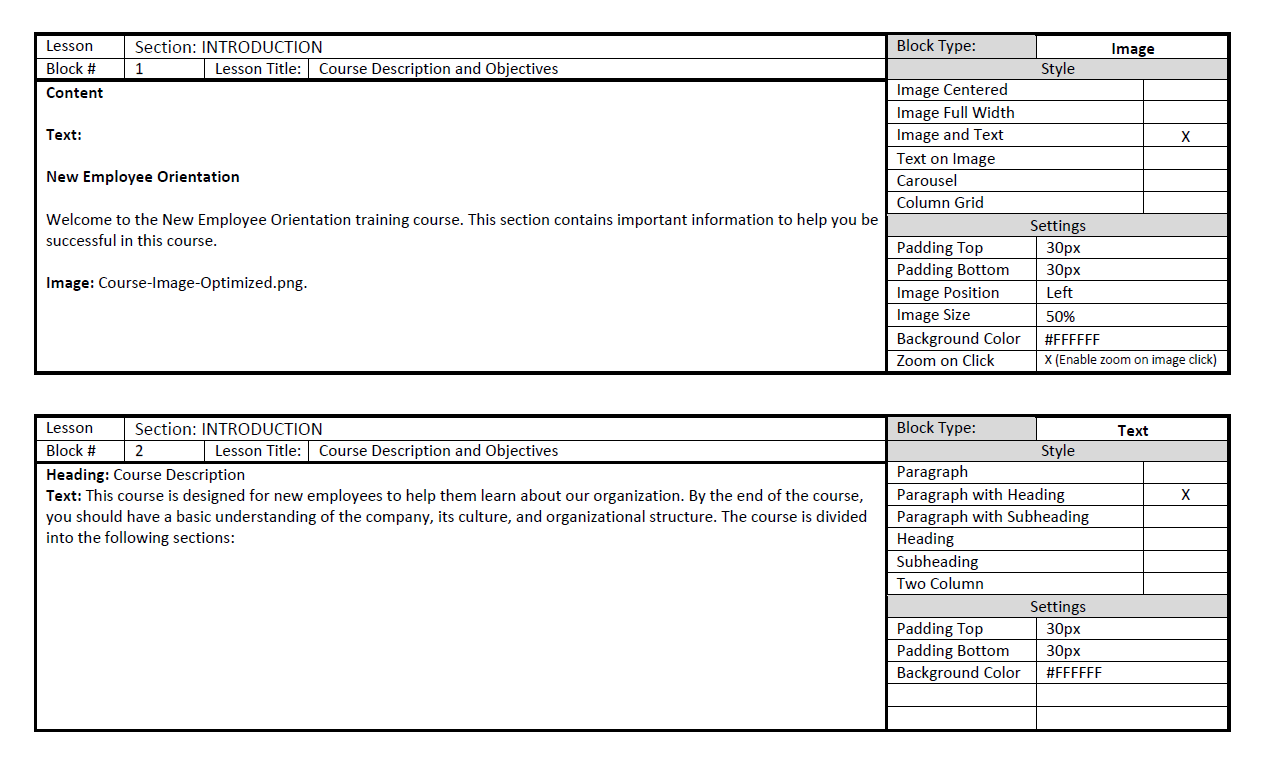 Lesson Section: INTRODUCTION Block Type: Image
Block # 1 Lesson Title: Course Description and Objectives Style
Content
Text:
New Employee Orientation
Welcome to the New Employee Orientation training course. This section contains important information to help you be
successful in this course.
Image: Course-Image-Optimized.png.
Image Centered
Image Full Width
Image and Text X
Text on Image
Carousel
Column Grid
Settings
Padding Top 30px
Padding Bottom 30px
Image Position Left
Image Size 50%
Background Color #FFFFFF
Zoom on Click X (Enable zoom on image click)
Lesson Section: INTRODUCTION Block Type: Text
Block # 2 Lesson Title: Course Description and Objectives Style
Heading: Course Description
Text: This course is designed for new employees to help them learn about our organization. By the end of the course,
you should have a basic understanding of the company, its culture, and organizational structure. The course is divided
into the following sections:
Paragraph
Paragraph with Heading X
Paragraph with Subheading
Heading
Subheading
Two Column
Settings
Padding Top 30px
Padding Bottom 30px
Background Color #FFFFFF